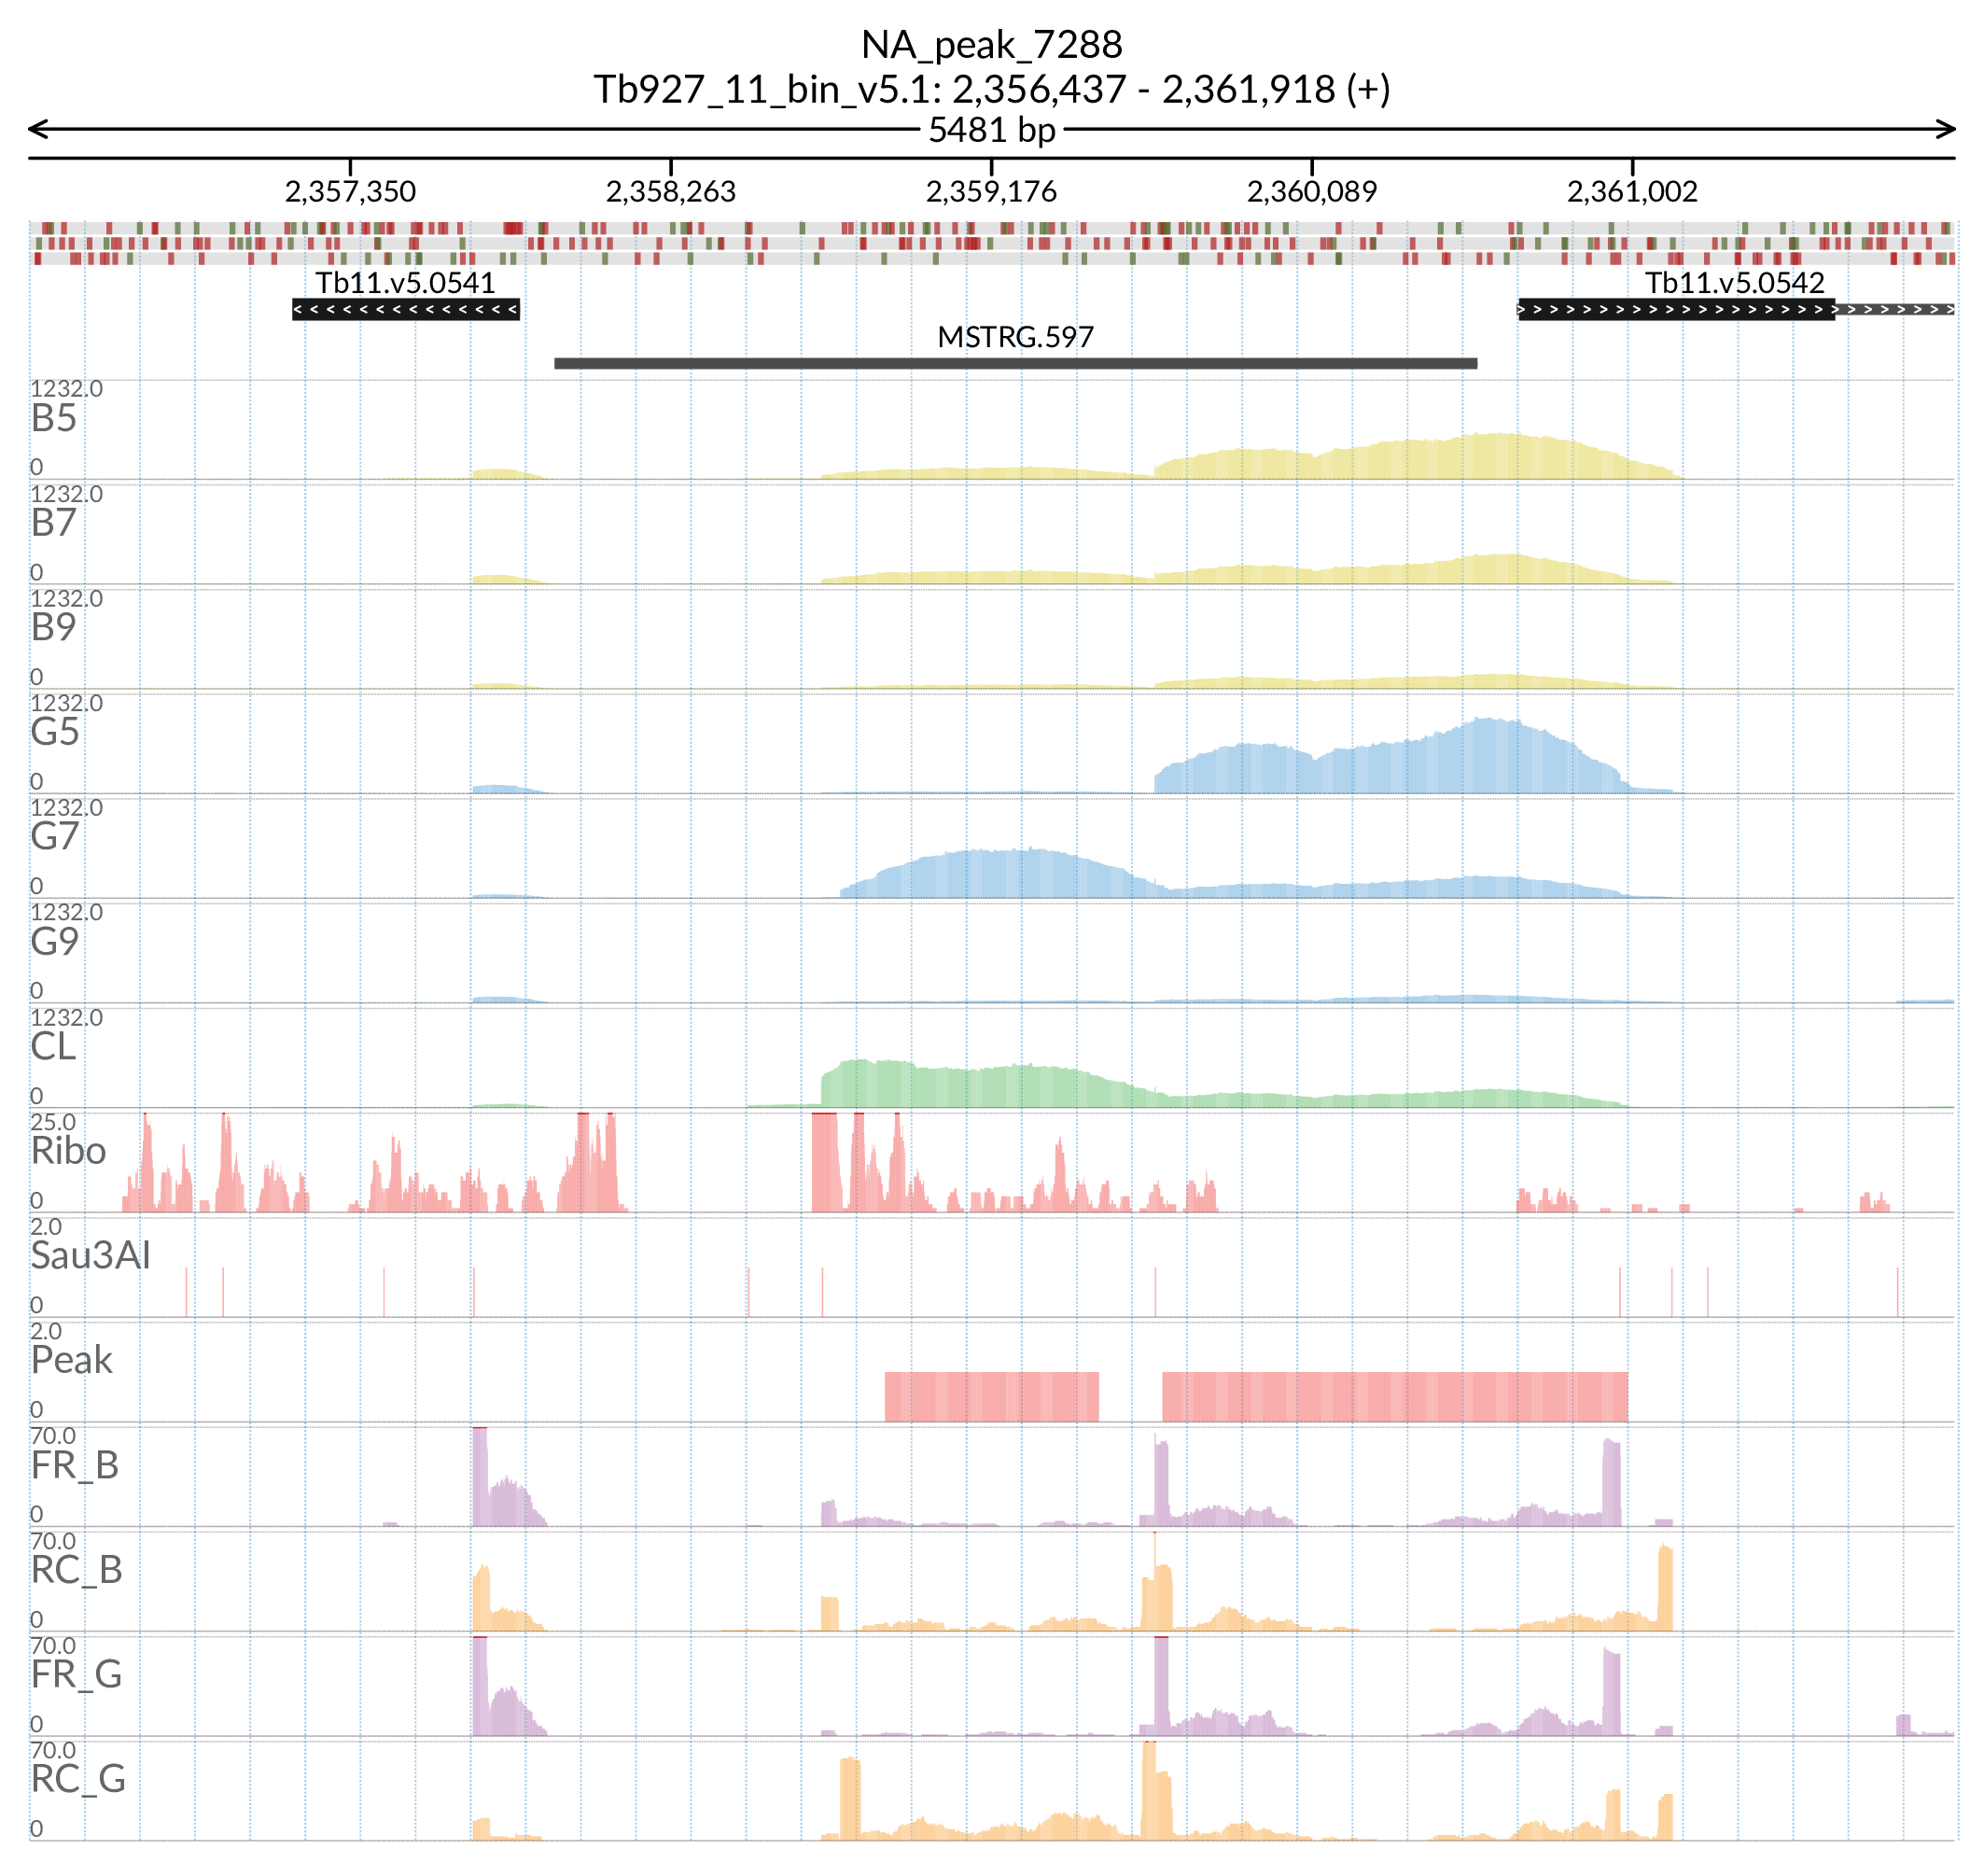 NA_peak_7288
Tb927_11_bin_v5.1: 2,356,437 - 2,361,918 (+)
5481 bp
2,357,350 2,358,263 2,359,176 2,360,089 2,361,002
Tb11.v5.0541 Tb11.v5.0542
MSTRG.597
1232.0
B5
0
1232.0
B7
0
1232.0
B9
0
1232.0
G5
0
1232.0
G7
0
1232.0
G9
0
1232.0
CL
0
25.0
Ribo
0
2.0
Sau3AI
0
2.0
Peak
0
70.0
FR_B
0
70.0
RC_B
0
70.0
FR_G
0
70.0
RC_G
0